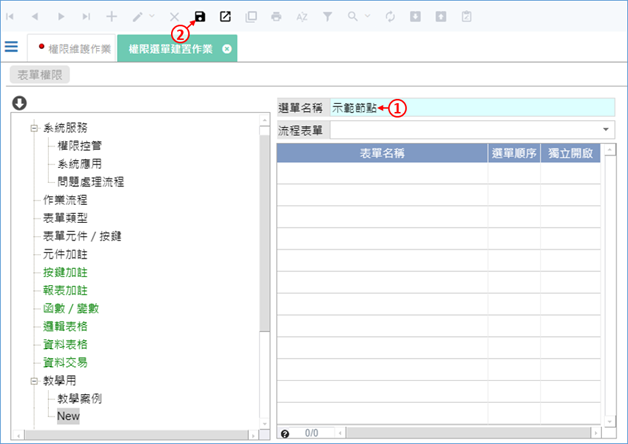 ②
權限維護作業
權限選單建置作業
表單權限
選單名稱 示範節點 ①
流程表單
表單名稱 選單順序 獨立開啟
系統服務
權限控管
系統應用
問題處理流程
作業流程
表單類型
表單元件／按鍵
元件加註
按鍵加註
報表加註
函數／變數
邏輯表格
資料表格
資料交易
教學用
教學案例
New
0/0